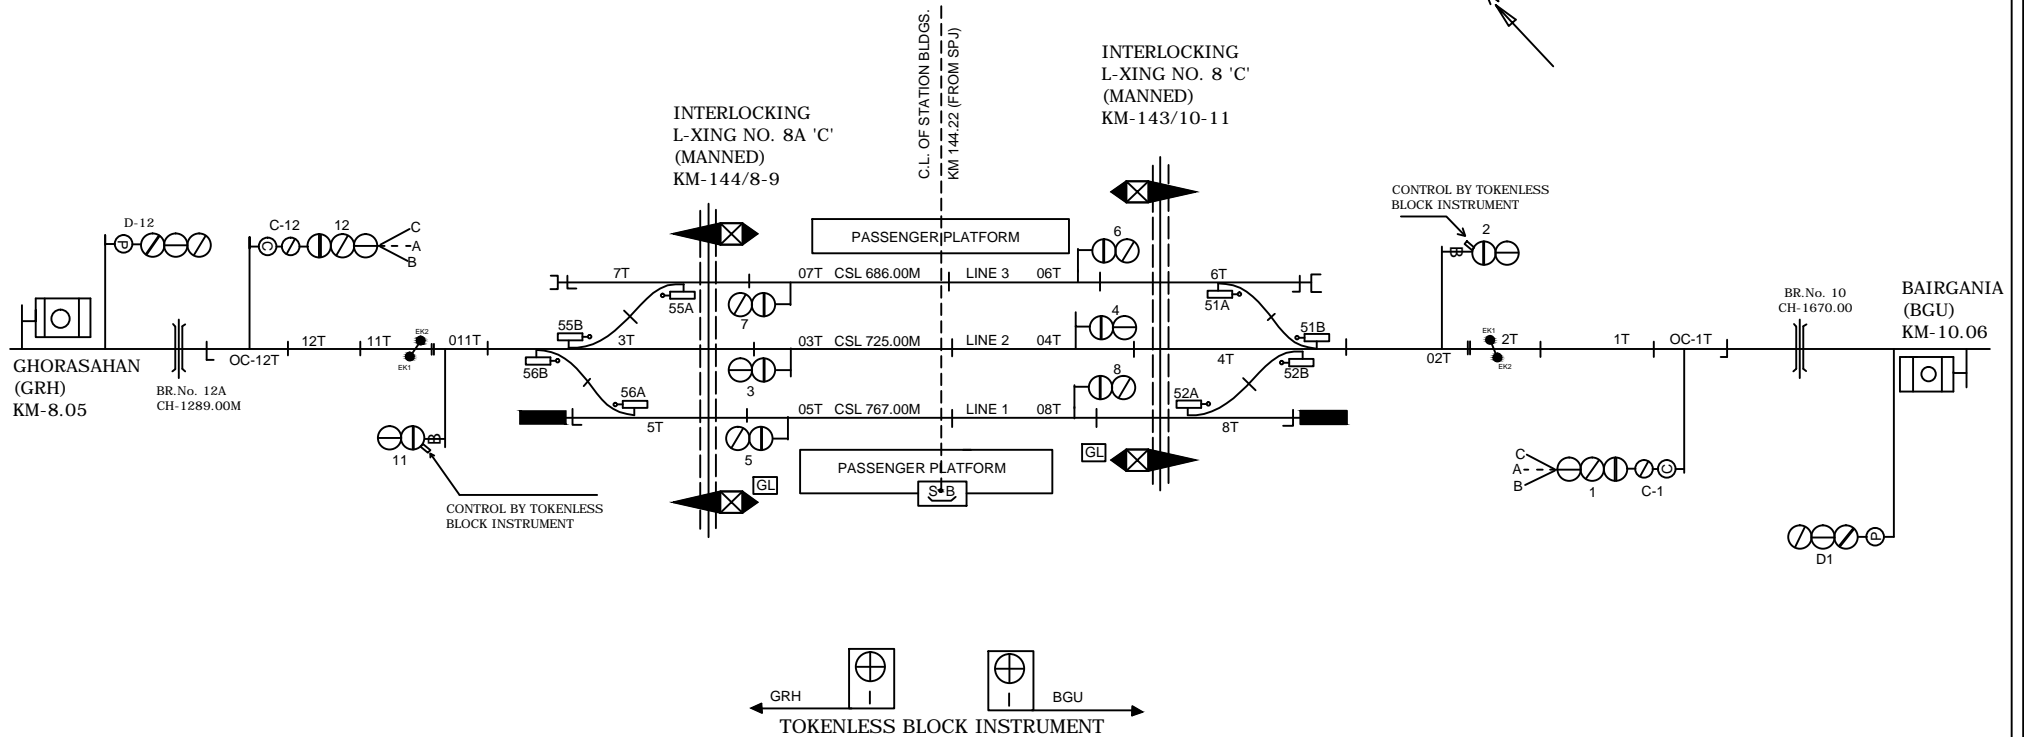 C.L. OF STATION BLDGS.
KM 144.22 (FROM SPJ)
INTERLOCKING
L-XING NO. 8 'C'
(MANNED)
KM-143/10-11
INTERLOCKING
L-XING NO. 8A 'C'
(MANNED)
KM-144/8-9
CONTROL BY TOKENLESS
BLOCK INSTRUMENT
D-12
C-12
12
C
A
B
P
C
PASSENGER PLATFORM
6
2
B
7T
07T
CSL 686.00M
LINE 3
06T
6T
55A
51A
7
4
BR.No. 10
CH-1670.00
BAIRGANIA
(BGU)
KM-10.06
GHORASAHAN
(GRH)
KM-8.05
BR.No. 12A
CH-1289.00M
OC-12T
12T
11T
EK2
EK1
011T
55B
3T
03T
CSL 725.00M
LINE 2
04T
4T
51B
02T
EK1
EK2
2T
1T
OC-1T
56B
52B
3
8
56A
52A
5T
05T
CSL 767.00M
LINE 1
08T
8T
B
11
5
GL
GL
PASSENGER PLATFORM
S B
CONTROL BY TOKENLESS
BLOCK INSTRUMENT
C
A
B
1
C-1
C
D1
P
GRH
BGU
TOKENLESS BLOCK INSTRUMENT